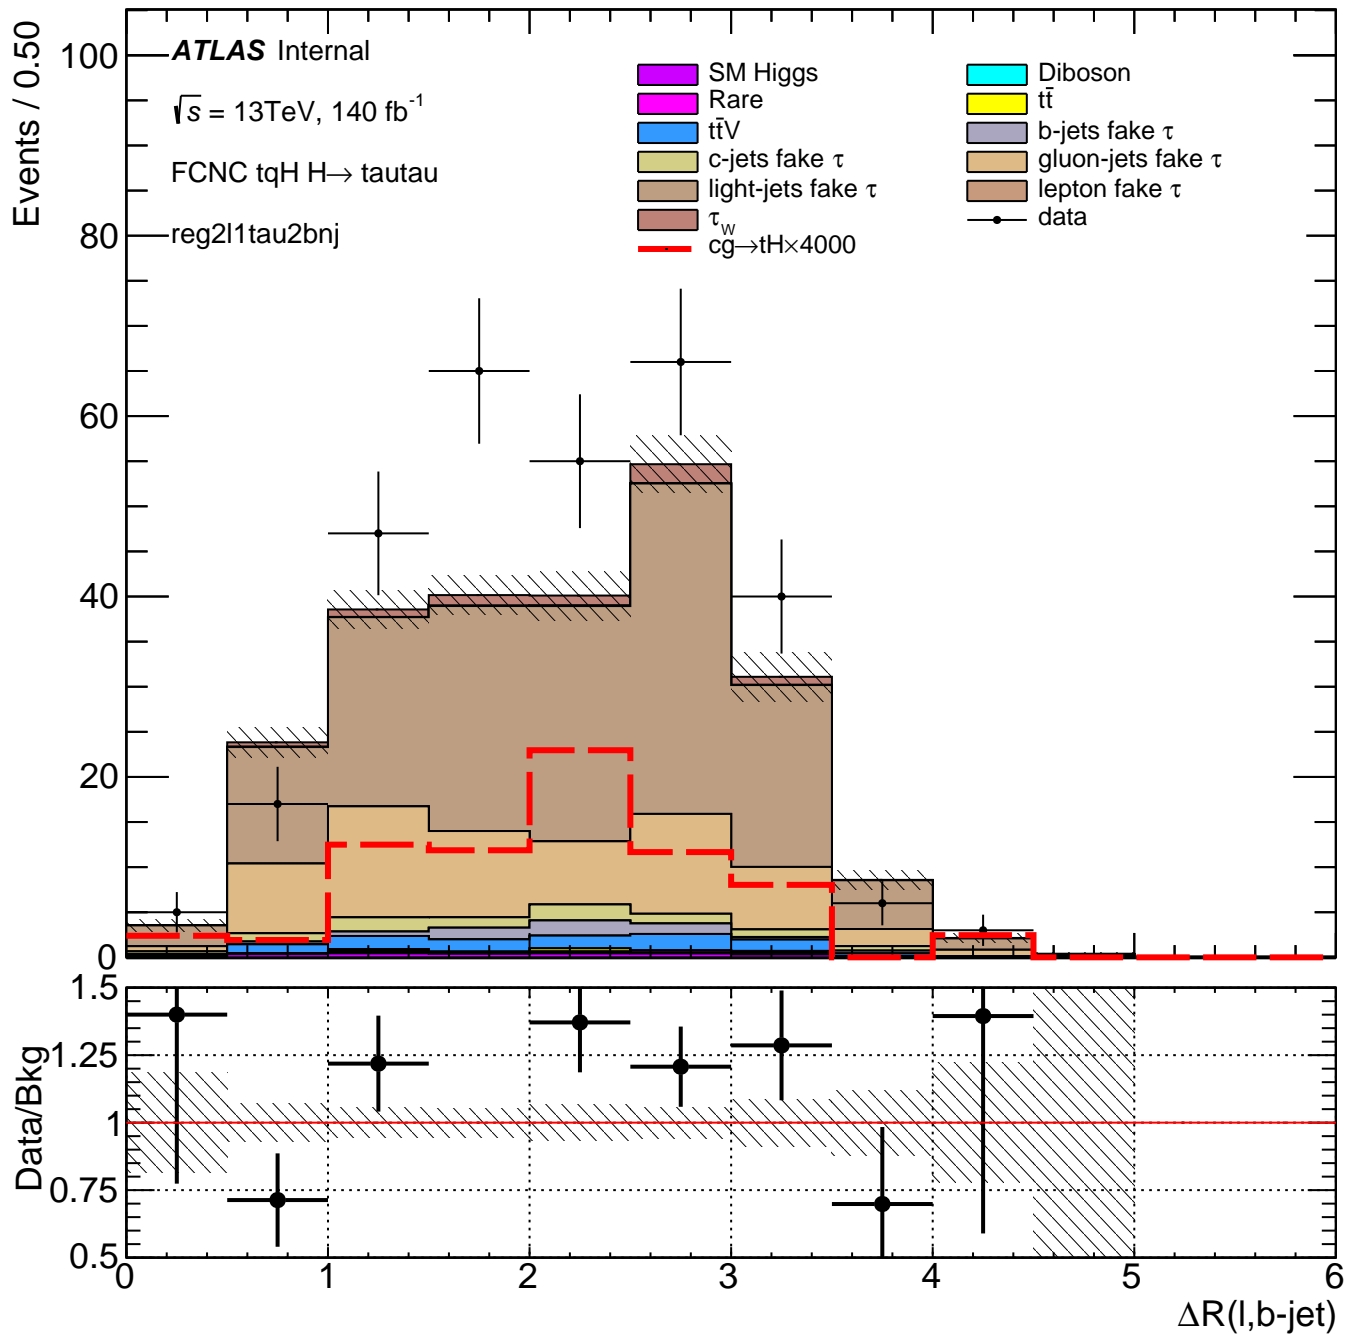 Events / 0.50
100
80
60
40
20
0
ATLAS Internal
√s = 13TeV, 140 fb⁻¹
FCNC tqH H→ tautau
reg2l1tau2bnj
SM Higgs
Rare
tt̄V
c-jets fake τ
light-jets fake τ
τ_W
cg→tH×4000
Diboson
tt̄
b-jets fake τ
gluon-jets fake τ
lepton fake τ
data
Data/Bkg
1.5
1.25
1
0.75
0.5
0 1 2 3 4 5 6
ΔR(l,b-jet)